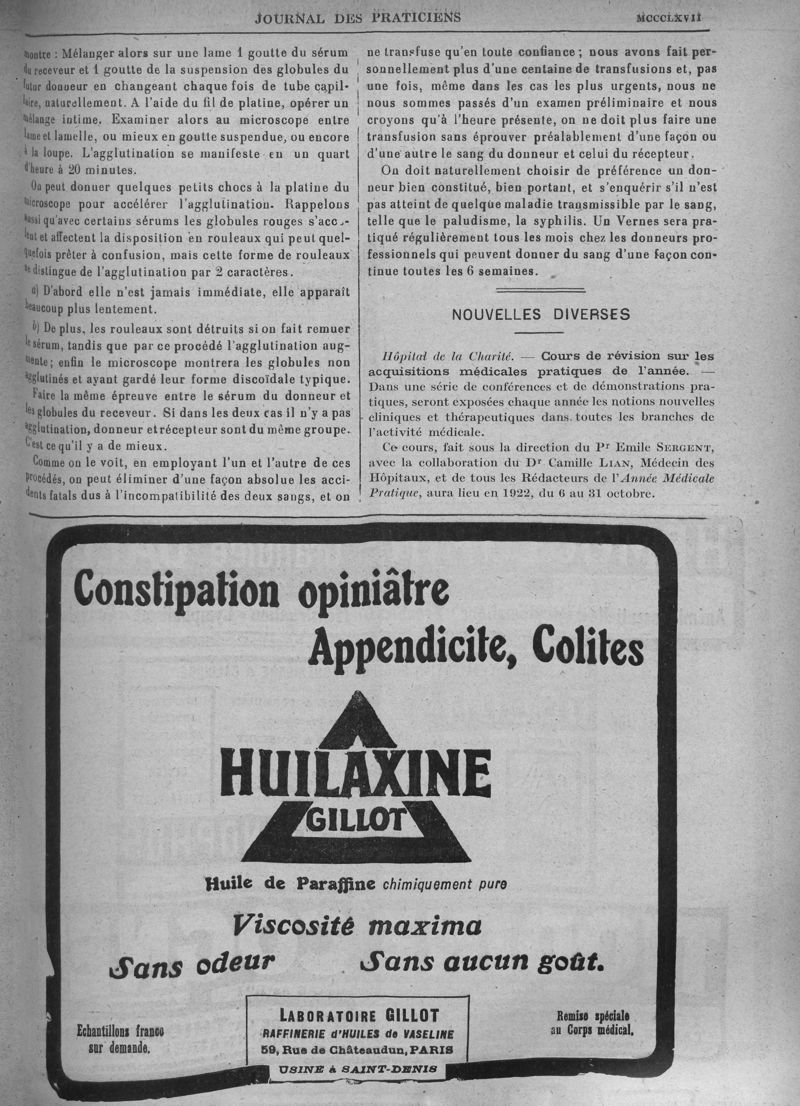 JOURNAL DES PRATICIENS
MCCCLXVII
montre : Mélanger alors sur une lame 1 goutte du sérum
du receveur et 1 goutte de la suspension des globules du
futur donneur en changeant chaque fois de tube capil-
laire, naturellement. A l'aide du fil de platine, opérer un
mélange intime. Examiner alors au microscope entre
lame et lamelle, ou mieux en goutte suspendue, ou encore
à la loupe. L'agglutination se manifeste en un quart
d'heure à 20 minutes.
On peut donner quelques petits chocs à la platine du
microscope pour accélérer l'agglutination. Rappelons
aussi qu'avec certains sérums les globules rouges s'acc.-
lent et affectent la disposition en rouleaux qui peut quel-
quefois prêter à confusion, mais cette forme de rouleaux
se distingue de l'agglutination par 2 caractères.
a) D'abord elle n'est jamais immédiate, elle apparaît
beaucoup plus lentement.
b) De plus, les rouleaux sont détruits si on fait remuer
le sérum, tandis que par ce procédé l'agglutination aug-
mente ; enfin le microscope montrera les globules non
agglutinés et ayant gardé leur forme discoïdale typique.
Faire la même épreuve entre le sérum du donneur et
les globules du receveur. Si dans les deux cas il n'y a pas
agglutination, donneur et récepteur sont du même groupe.
C'est ce qu'il y a de mieux.
Comme on le voit, en employant l'un et l'autre de ces
procédés, on peut éliminer d'une façon absolue les acci-
dents fatals dus à l'incompatibilité des deux sangs, et on
ne transfuse qu'en toute confiance ; nous avons fait per-
sonnellement plus d'une centaine de transfusions et, pas
une fois, même dans les cas les plus urgents, nous ne
nous sommes passés d'un examen préliminaire et nous
croyons qu'à l'heure présente, on ne doit plus faire une
transfusion sans éprouver préalablement d'une façon ou
d'une autre le sang du donneur et celui du récepteur.
On doit naturellement choisir de préférence un don-
neur bien constitué, bien portant, et s'enquérir s'il n'est
pas atteint de quelque maladie transmissible par le sang,
telle que le paludisme, la syphilis. Un Vernes sera pra-
tiqué régulièrement tous les mois chez les donneurs pro-
fessionnels qui peuvent donner du sang d'une façon con-
tinue toutes les 6 semaines.
NOUVELLES DIVERSES
Hôpital de la Charité. — Cours de révision sur les
acquisitions médicales pratiques de l'année. —
Dans une série de conférences et de démonstrations pra-
tiques, seront exposées chaque année les notions nouvelles
cliniques et thérapeutiques dans toutes les branches de
l'activité médicale.
Ce cours, fait sous la direction du Pr Emile SERGENT,
avec la collaboration du Dr Camille LIAN, Médecin des
Hôpitaux, et de tous les Rédacteurs de l'Année Médicale
Pratique, aura lieu en 1922, du 6 au 31 octobre.
Constipation opiniâtre
Appendicite, Colites
HUILAXINE
GILLOT
Huile de Paraffine chimiquement pure
Viscosité maxima
Sans odeur Sans aucun goût.
Echantillons franco
sur demande.
LABORATOIRE GILLOT
RAFFINERIE d'HUILES de VASELINE
59, Rue de Châteaudun, PARIS
USINE à SAINT-DENIS
Remise spéciale
au Corps médical.